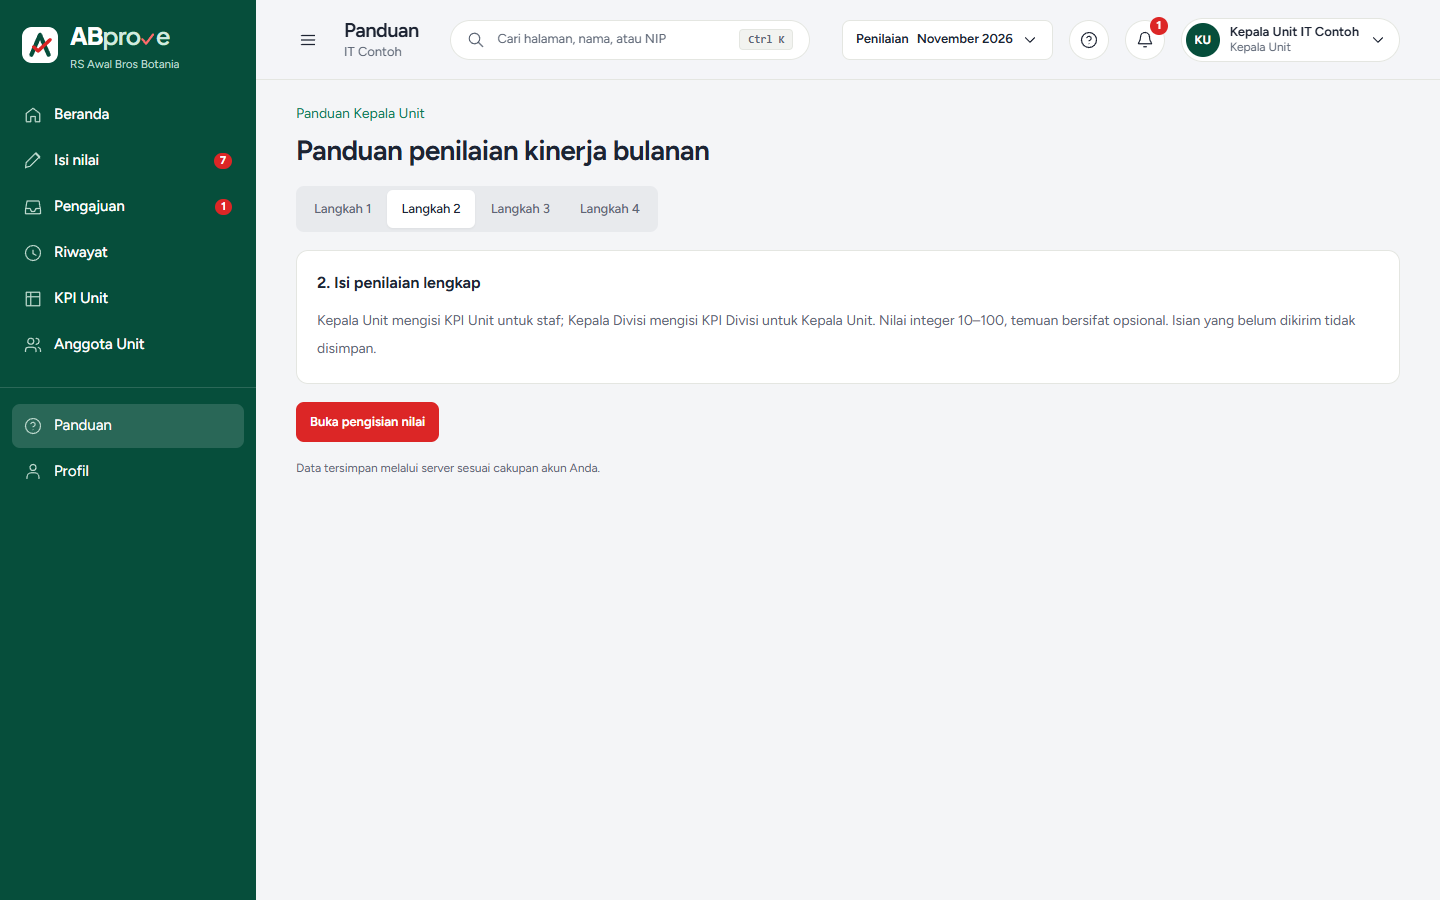 ABprove
RS Awal Bros Botania
Beranda
Isi nilai
7
Pengajuan
1
Riwayat
KPI Unit
Anggota Unit
Panduan
Profil
Panduan
IT Contoh
Cari halaman, nama, atau NIP
Ctrl K
Penilaian November 2026
1
KU
Kepala Unit IT Contoh
Kepala Unit
Panduan Kepala Unit
Panduan penilaian kinerja bulanan
Langkah 1
Langkah 2
Langkah 3
Langkah 4
2. Isi penilaian lengkap
Kepala Unit mengisi KPI Unit untuk staf; Kepala Divisi mengisi KPI Divisi untuk Kepala Unit. Nilai integer 10–100, temuan bersifat opsional. Isian yang belum dikirim tidak
disimpan.
Buka pengisian nilai
Data tersimpan melalui server sesuai cakupan akun Anda.